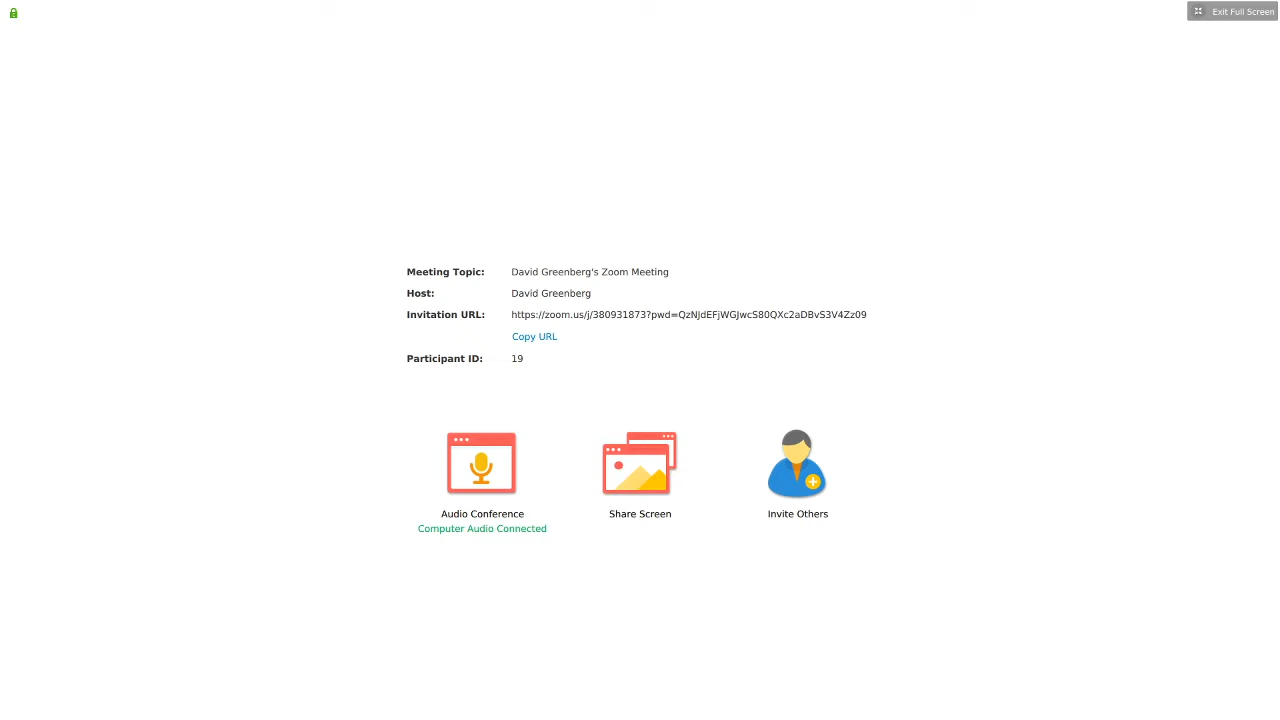 Exit Full Screen
Meeting Topic: David Greenberg's Zoom Meeting
Host: David Greenberg
Invitation URL: https://zoom.us/j/380931873?pwd=QzNJdEFjWGJwcS80QXc2aDBvS3V4Zz09
Copy URL
Participant ID: 19
Audio Conference Share Screen Invite Others
Computer Audio Connected